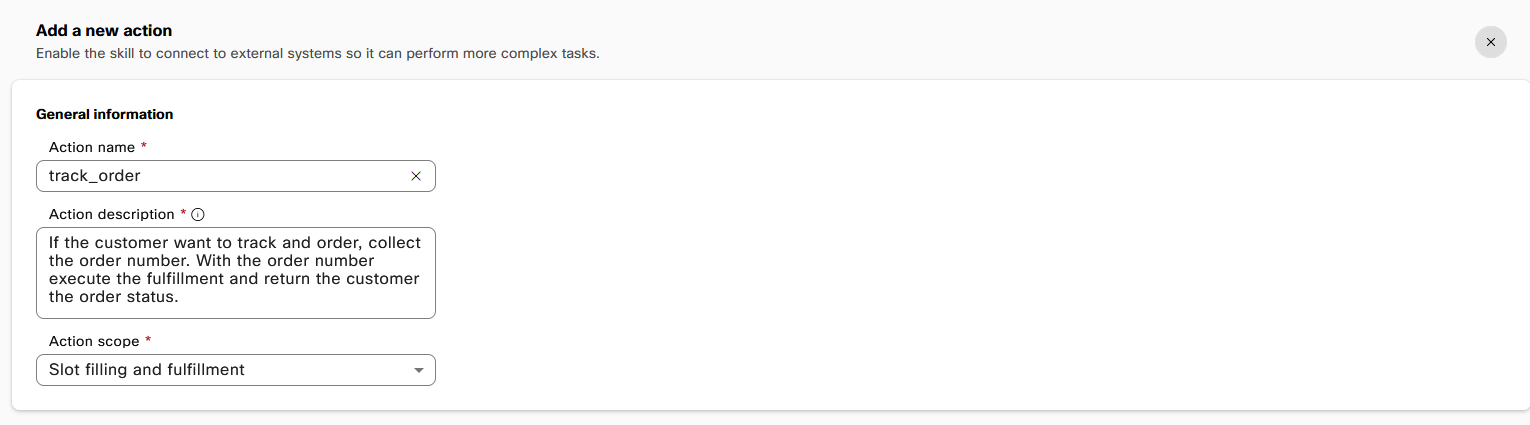 Add a new action
Enable the skill to connect to external systems so it can perform more complex tasks.
General information
Action name *
track_order
Action description *
If the customer want to track and order, collect
the order number. With the order number
execute the fulfillment and return the customer
the order status.
Action scope *
Slot filling and fulfillment